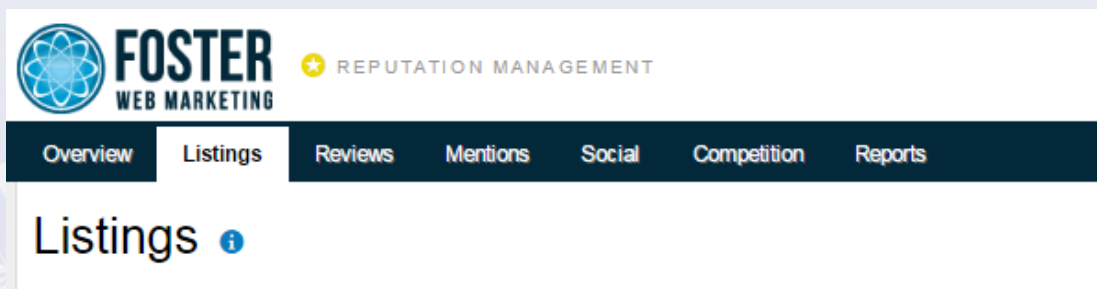 FOSTER
WEB MARKETING
REPUTATION MANAGEMENT
Overview Listings Reviews Mentions Social Competition Reports
Listings